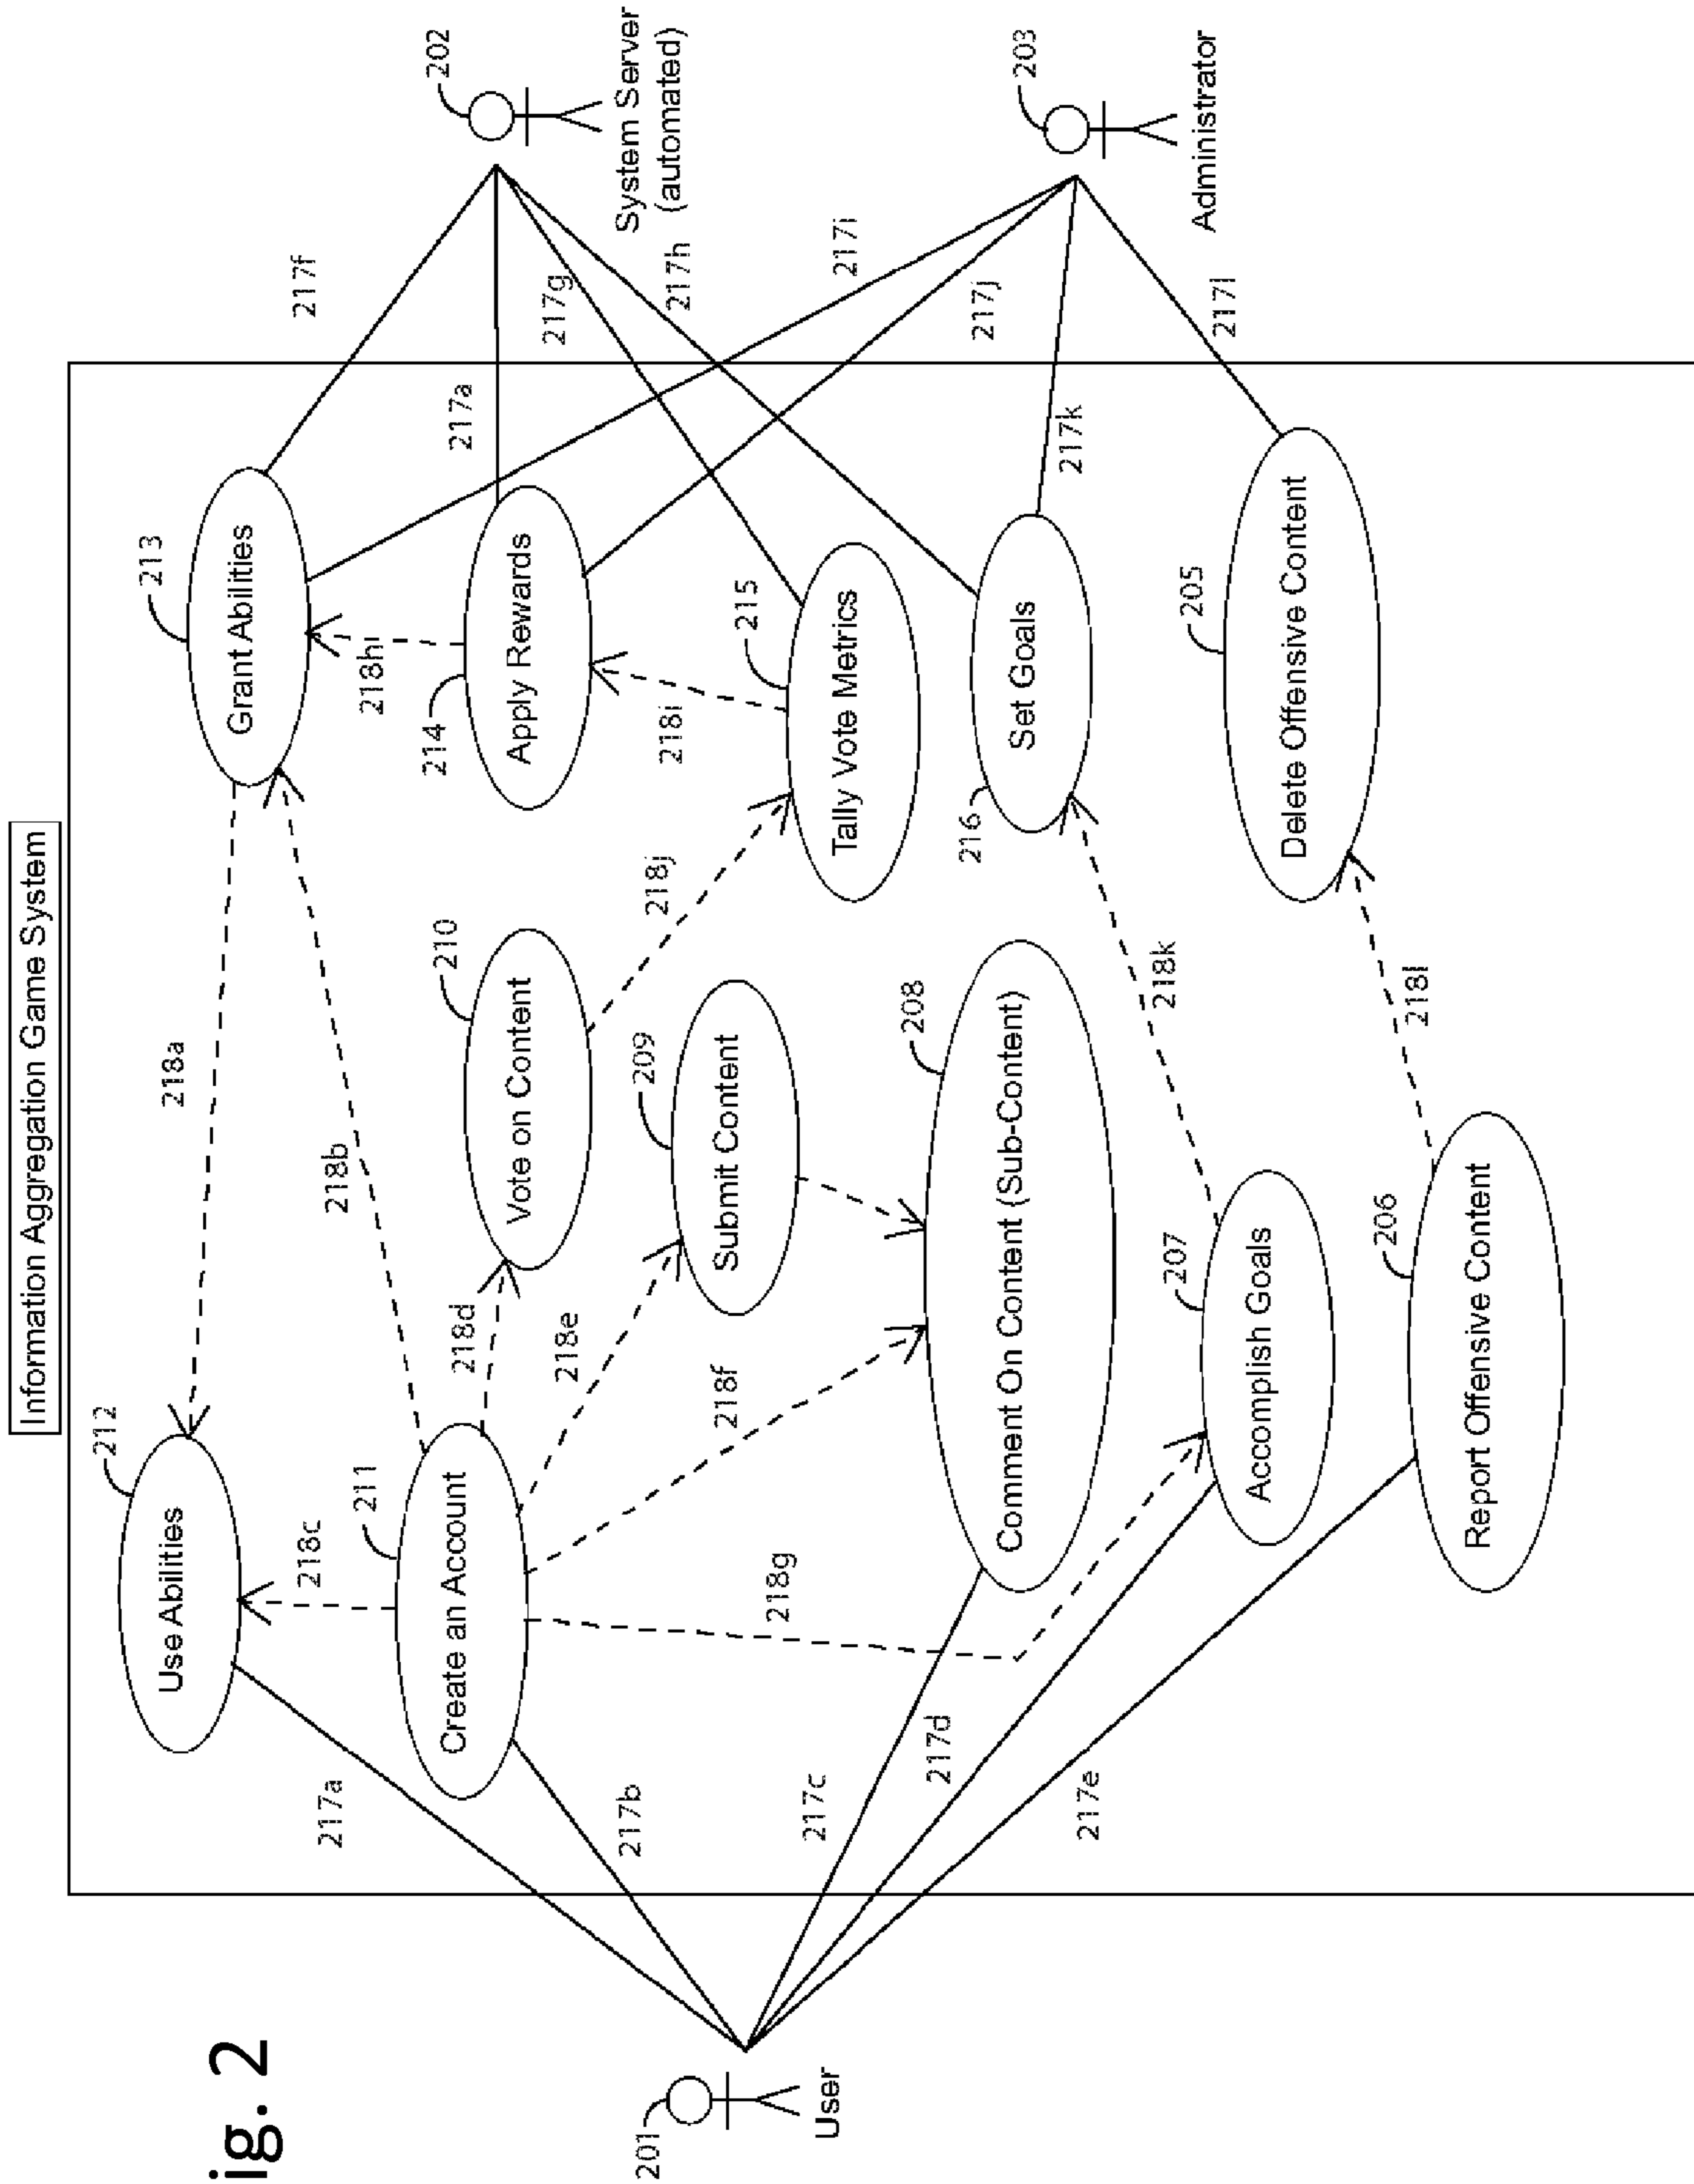 ig. 2
Information Aggregation Game System
212
Use Abilities
218a
213
Grant Abilities
217f
202
System Server
(automated)
217a
218c
211
Create an Account
218b
218d
210
Vote on Content
218h
214
Apply Rewards
217a
217g
217h
217b
218e
209
Submit Content
218j
218i
215
Tally Vote Metrics
217i
201
User
218f
218g
217c
208
Comment On Content (Sub-Content)
216
Set Goals
217k
217j
203
Administrator
217d
207
Accomplish Goals
218k
205
Delete Offensive Content
217l
217e
206
Report Offensive Content
218l